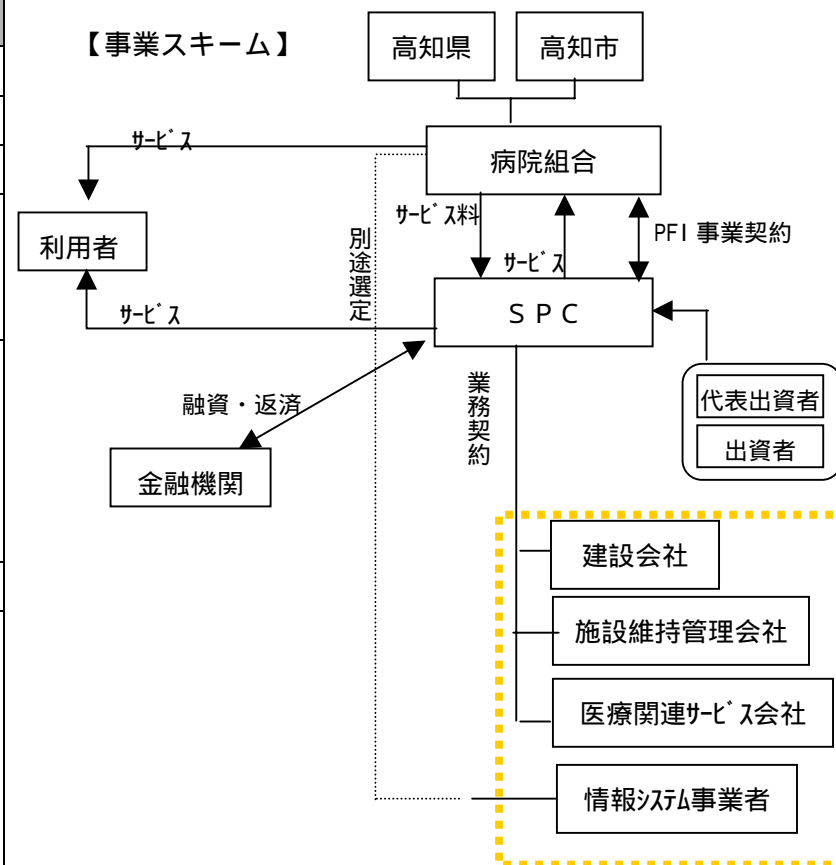 【事業スキーム】
高知県
高知市
サービス
病院組合
サービス料
利用者
別途選定
サービス
PFI 事業契約
サービス
ＳＰＣ
融資・返済
業務契約
代表出資者
出資者
金融機関
建設会社
施設維持管理会社
医療関連サービス会社
情報システム事業者